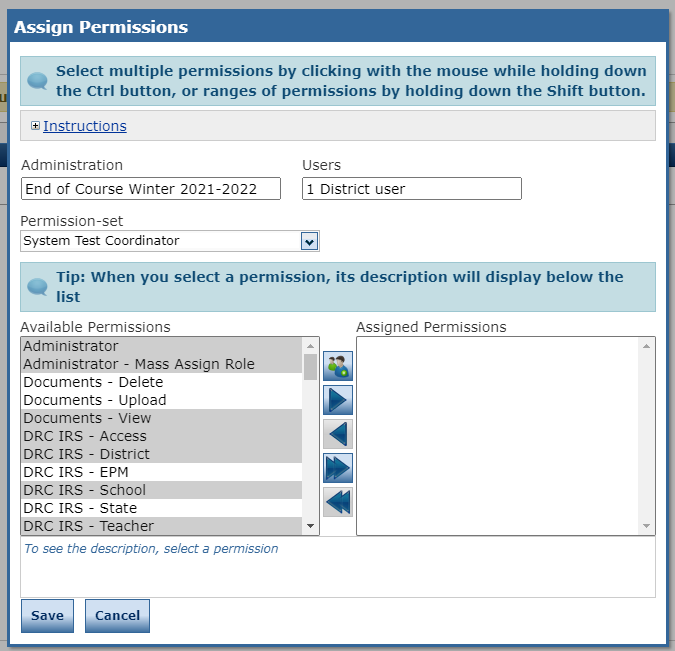 Assign Permissions
Select multiple permissions by clicking with the mouse while holding down
the Ctrl button, or ranges of permissions by holding down the Shift button.
Instructions
Administration
Users
End of Course Winter 2021-2022
1 District user
Permission-set
System Test Coordinator
Tip: When you select a permission, its description will display below the
list
Available Permissions
Assigned Permissions
Administrator
Administrator - Mass Assign Role
Documents - Delete
Documents - Upload
Documents - View
DRC IRS - Access
DRC IRS - District
DRC IRS - EPM
DRC IRS - School
DRC IRS - State
DRC IRS - Teacher
To see the description, select a permission
Save
Cancel